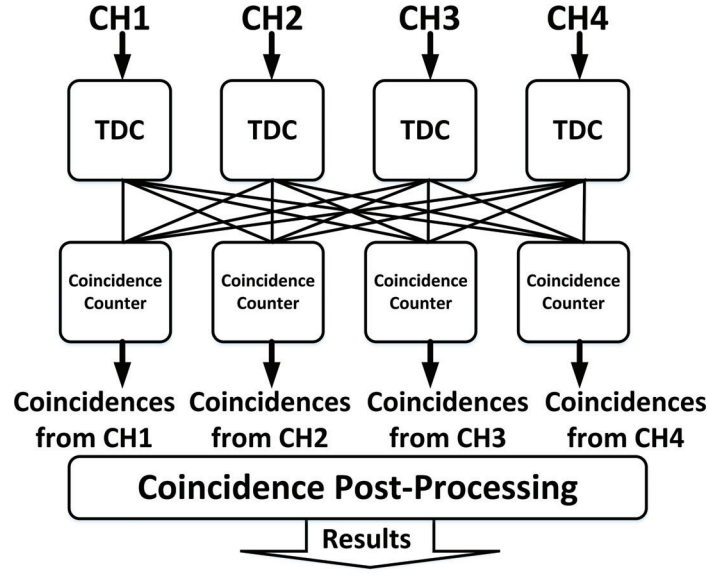 CH1 CH2 CH3 CH4
TDC TDC TDC TDC
Coincidence Coincidence Coincidence Coincidence
Counter Counter Counter Counter
Coincidences Coincidences Coincidences Coincidences
from CH1 from CH2 from CH3 from CH4
Coincidence Post-Processing
Results